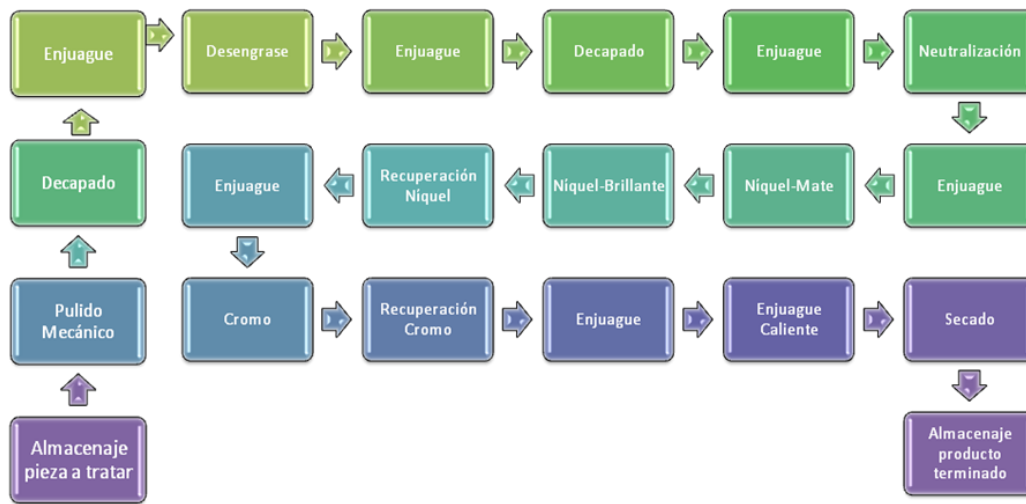 Enjuague
Desengrase
Enjuague
Decapado
Enjuague
Neutralización
Decapado
Enjuague
Recuperación
Níquel
Níquel-Brillante
Níquel-Mate
Enjuague
Pulido
Mecánico
Cromo
Recuperación
Cromo
Enjuague
Enjuague
Caliente
Secado
Almacenaje
pieza a tratar
Almacenaje
producto
terminado